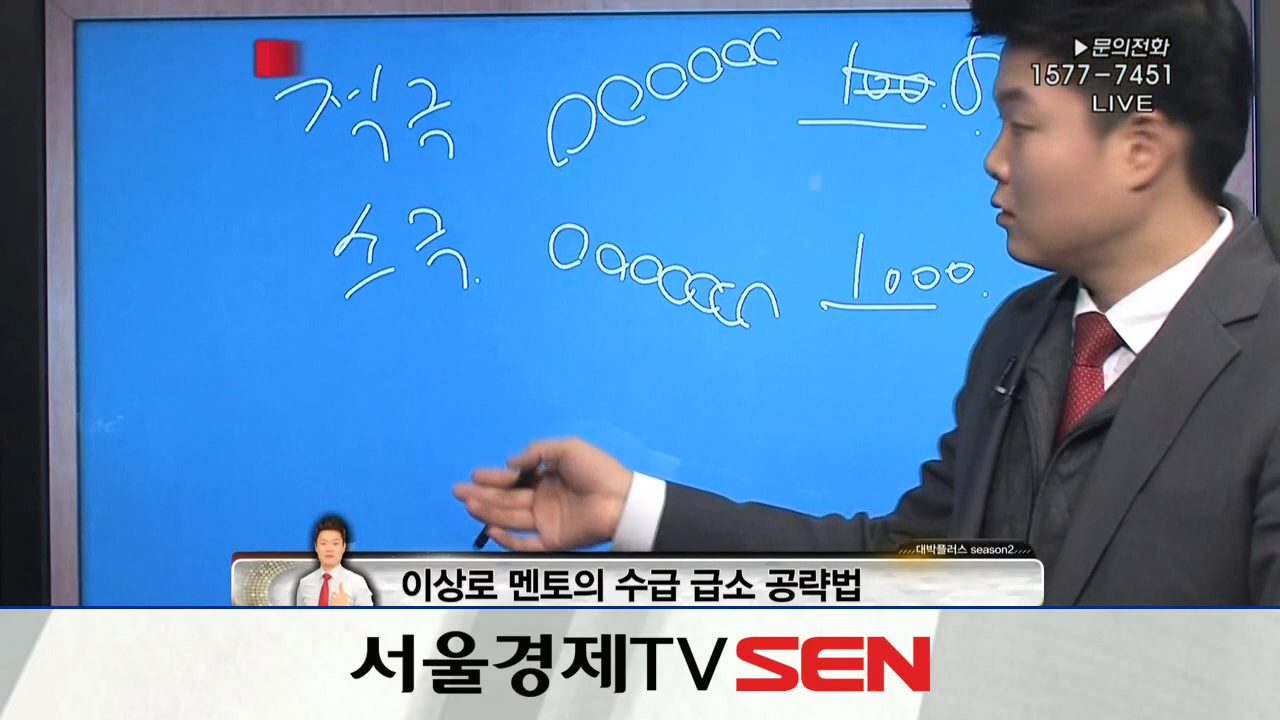 적극 100.
▶문의전화
1577-7451
LIVE
소극. 1000.
대박플러스 season2
이상로 멘토의 수급 급소 공략법
서울경제TV SEN